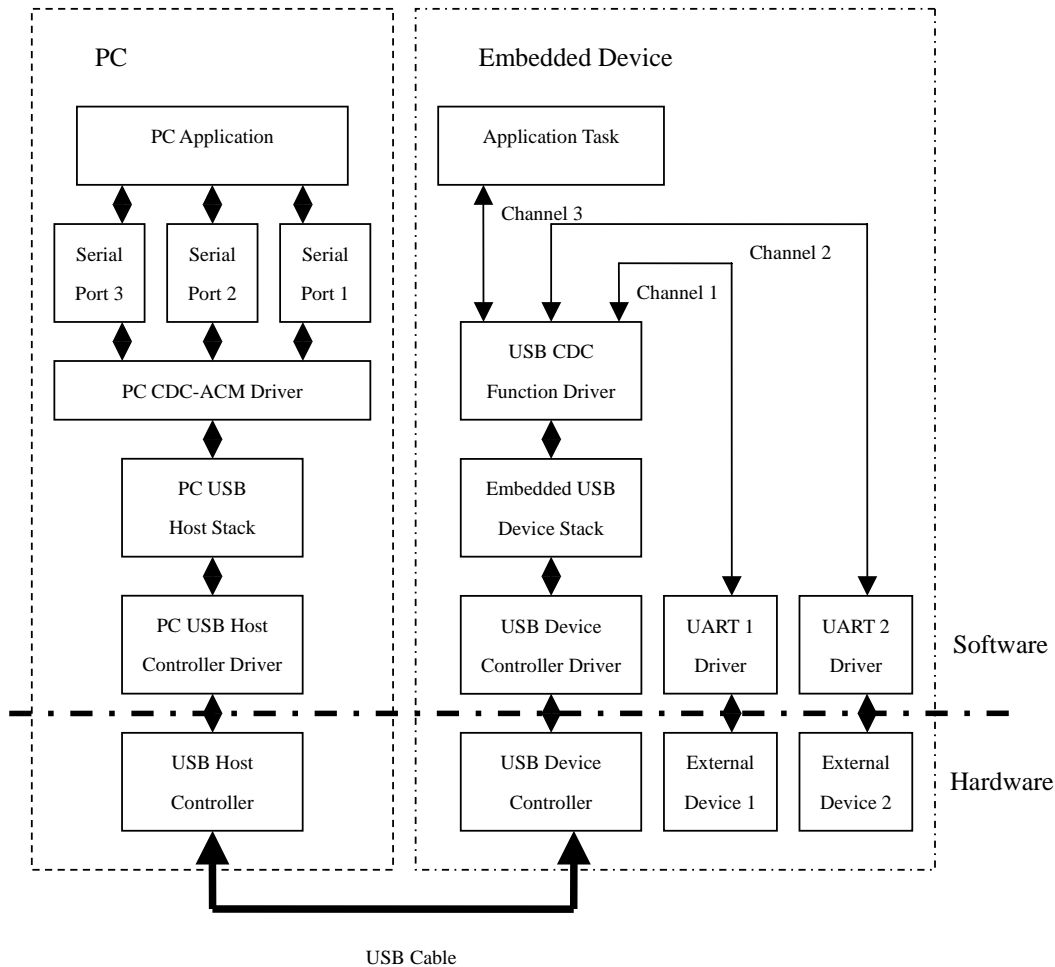 PC
Embedded Device
PC Application
Application Task
Channel 3
Channel 2
Channel 1
Serial
Port 3
Serial
Port 2
Serial
Port 1
USB CDC
Function Driver
PC CDC-ACM Driver
PC USB
Host Stack
Embedded USB
Device Stack
PC USB Host
Controller Driver
USB Device
Controller Driver
UART 1
Driver
UART 2
Driver
Software
USB Host
Controller
USB Device
Controller
External
Device 1
External
Device 2
Hardware
USB Cable